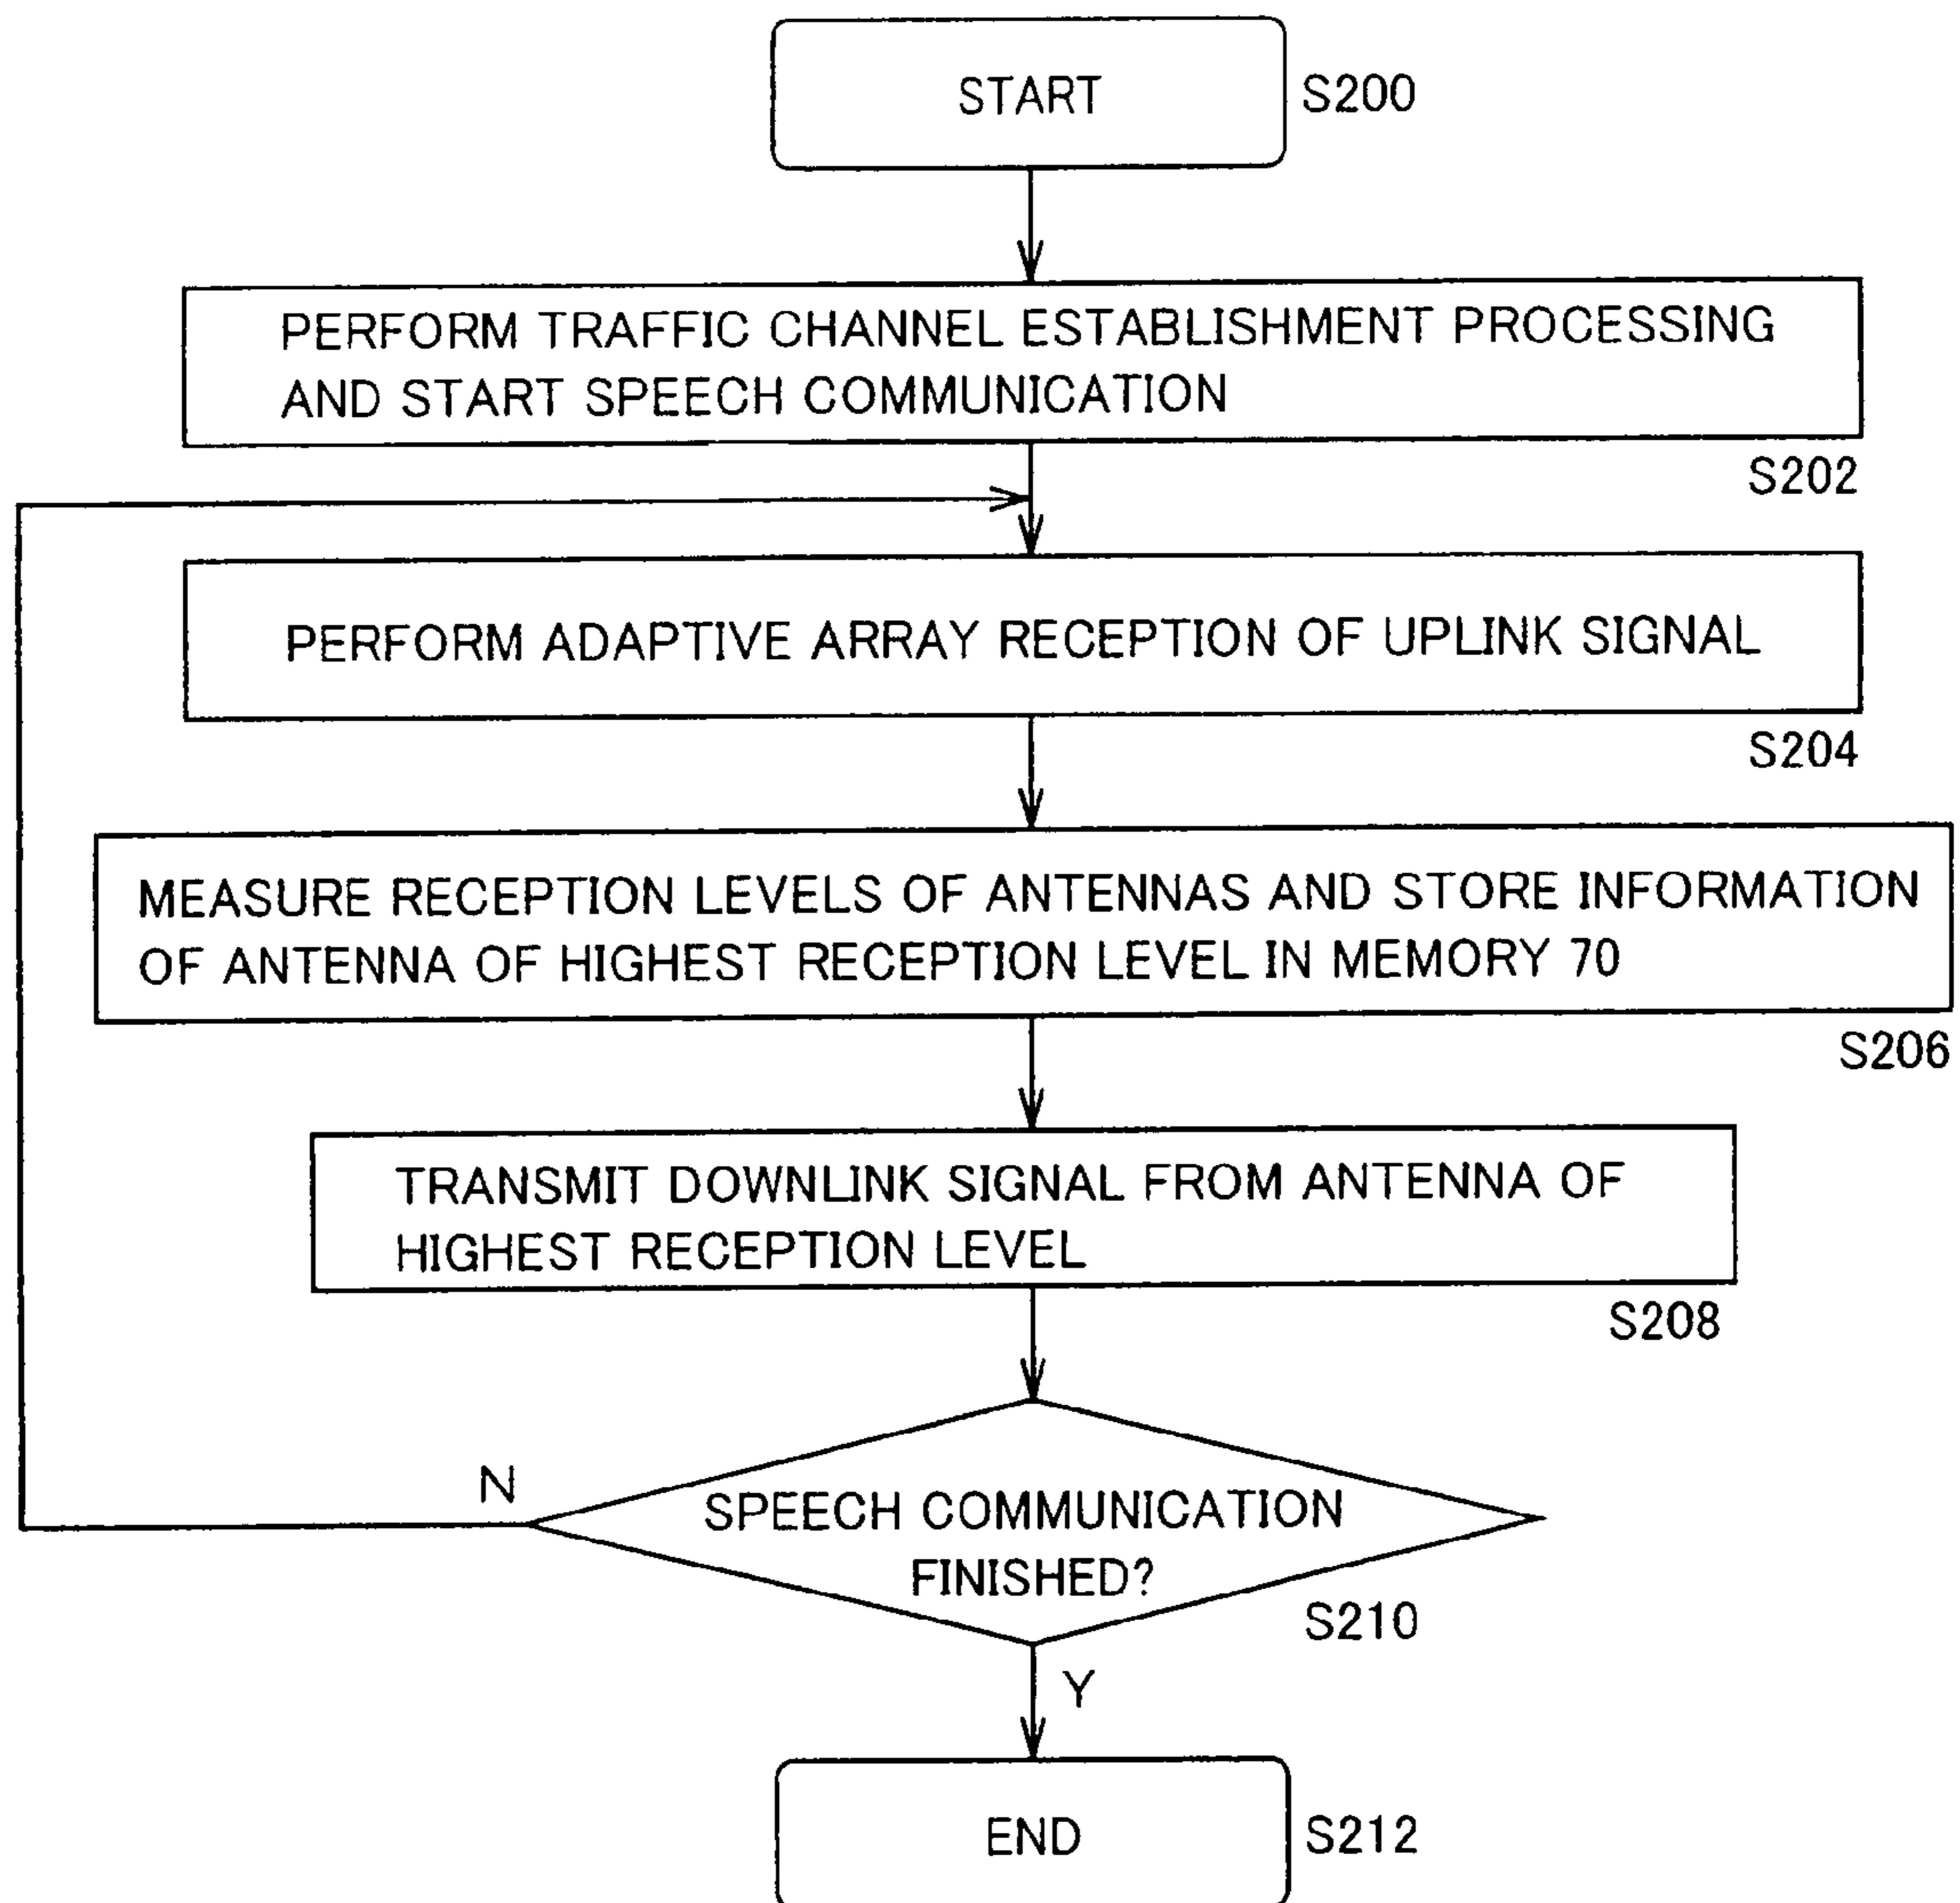 START
S200
PERFORM TRAFFIC CHANNEL ESTABLISHMENT PROCESSING
AND START SPEECH COMMUNICATION
S202
PERFORM ADAPTIVE ARRAY RECEPTION OF UPLINK SIGNAL
S204
MEASURE RECEPTION LEVELS OF ANTENNAS AND STORE INFORMATION
OF ANTENNA OF HIGHEST RECEPTION LEVEL IN MEMORY 70
S206
TRANSMIT DOWNLINK SIGNAL FROM ANTENNA OF
HIGHEST RECEPTION LEVEL
S208
N
SPEECH COMMUNICATION
FINISHED?
S210
Y
END
S212